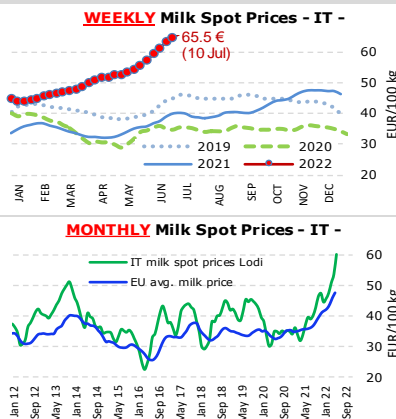 WEEKLY Milk Spot Prices - IT -
65.5 €
(10 Jul)
60
50
40
30
20
EUR/100 kg
2019
2020
2021
2022
JAN
FEB
MAR
APR
MAY
JUN
JUL
AUG
SEP
OCT
NOV
DEC
MONTHLY Milk Spot Prices - IT -
IT milk spot prices Lodi
EU avg. milk price
60
50
40
30
20
EUR/100 kg
Jan 12
Sep 12
May 13
Jan 14
Sep 14
May 15
Jan 16
Sep 16
May 17
Jan 18
Sep 18
May 19
Jan 20
Sep 20
May 21
Jan 22
Sep 22